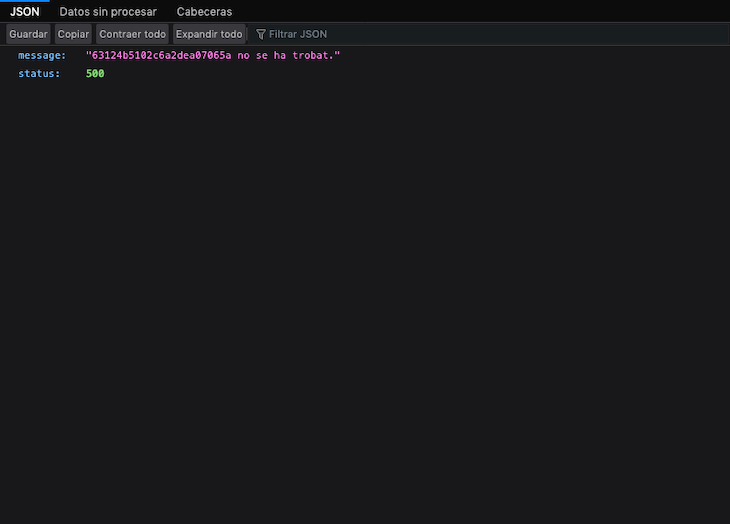 JSON Datos sin procesar Cabeceras
Guardar Copiar Contraer todo Expandir todo Filtrar JSON
message: "63124b5102c6a2dea07065a no se ha trobat."
status: 500